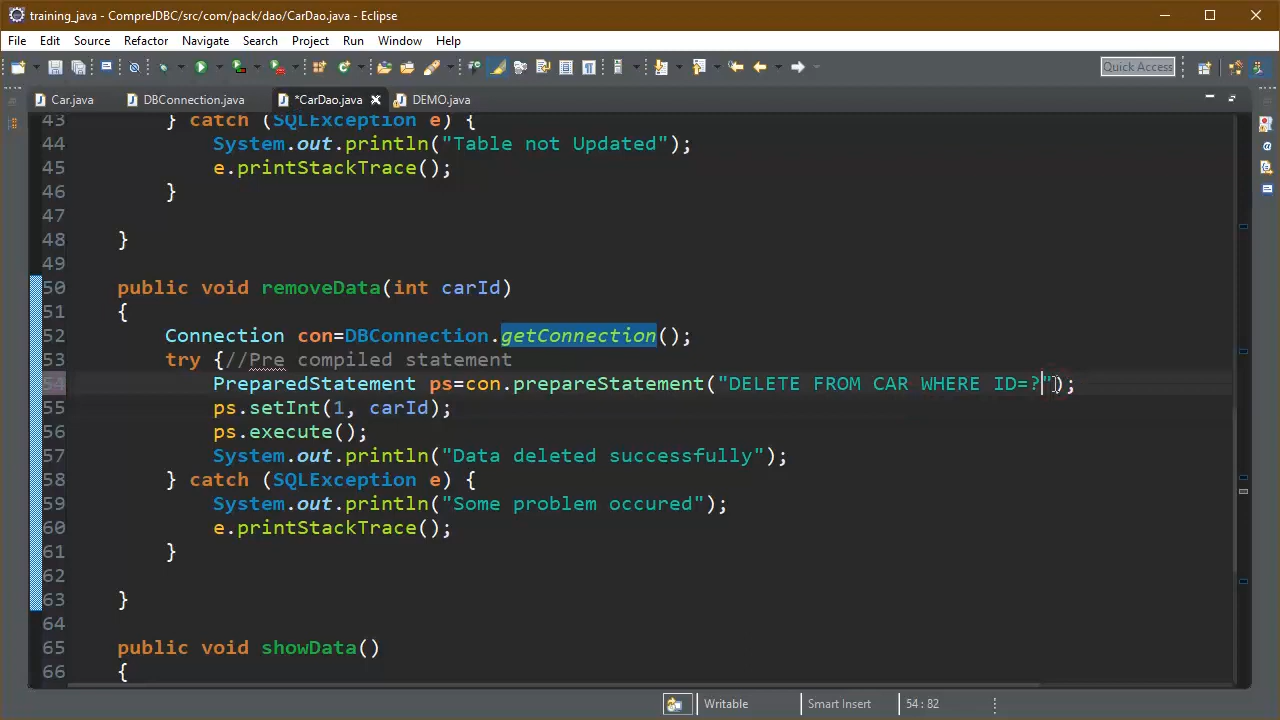 training_java - CompreJDBC/src/com/pack/dao/CarDao.java - Eclipse
File Edit Source Refactor Navigate Search Project Run Window Help
Quick Access
Car.java DBConnection.java *CarDao.java DEMO.java
43 } catch (SQLException e) {
44 System.out.println("Table not Updated");
45 e.printStackTrace();
46 }
47
48 }
49
50 public void removeData(int carId)
51 {
52 Connection con=DBConnection.getConnection();
53 try {//Pre compiled statement
54 PreparedStatement ps=con.prepareStatement("DELETE FROM CAR WHERE ID=?");
55 ps.setInt(1, carId);
56 ps.execute();
57 System.out.println("Data deleted successfully");
58 } catch (SQLException e) {
59 System.out.println("Some problem occured");
60 e.printStackTrace();
61 }
62
63 }
64
65 public void showData()
66 {
Writable Smart Insert 54 : 82